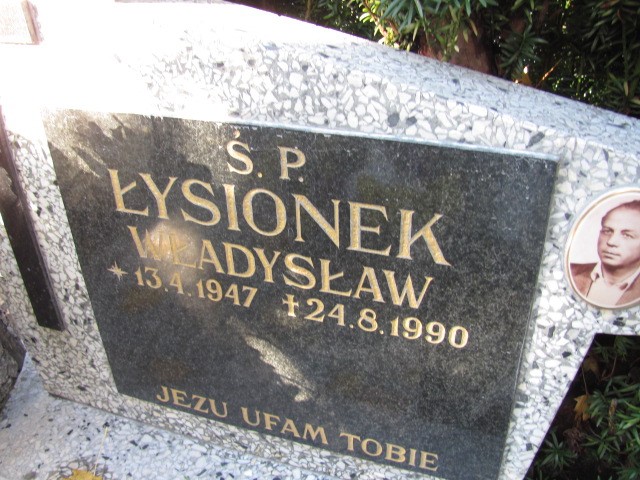 Ś. P.
ŁYSIONEK
WŁADYSŁAW
* 13.4.1947 † 24.8.1990
JEZU UFAM TOBIE